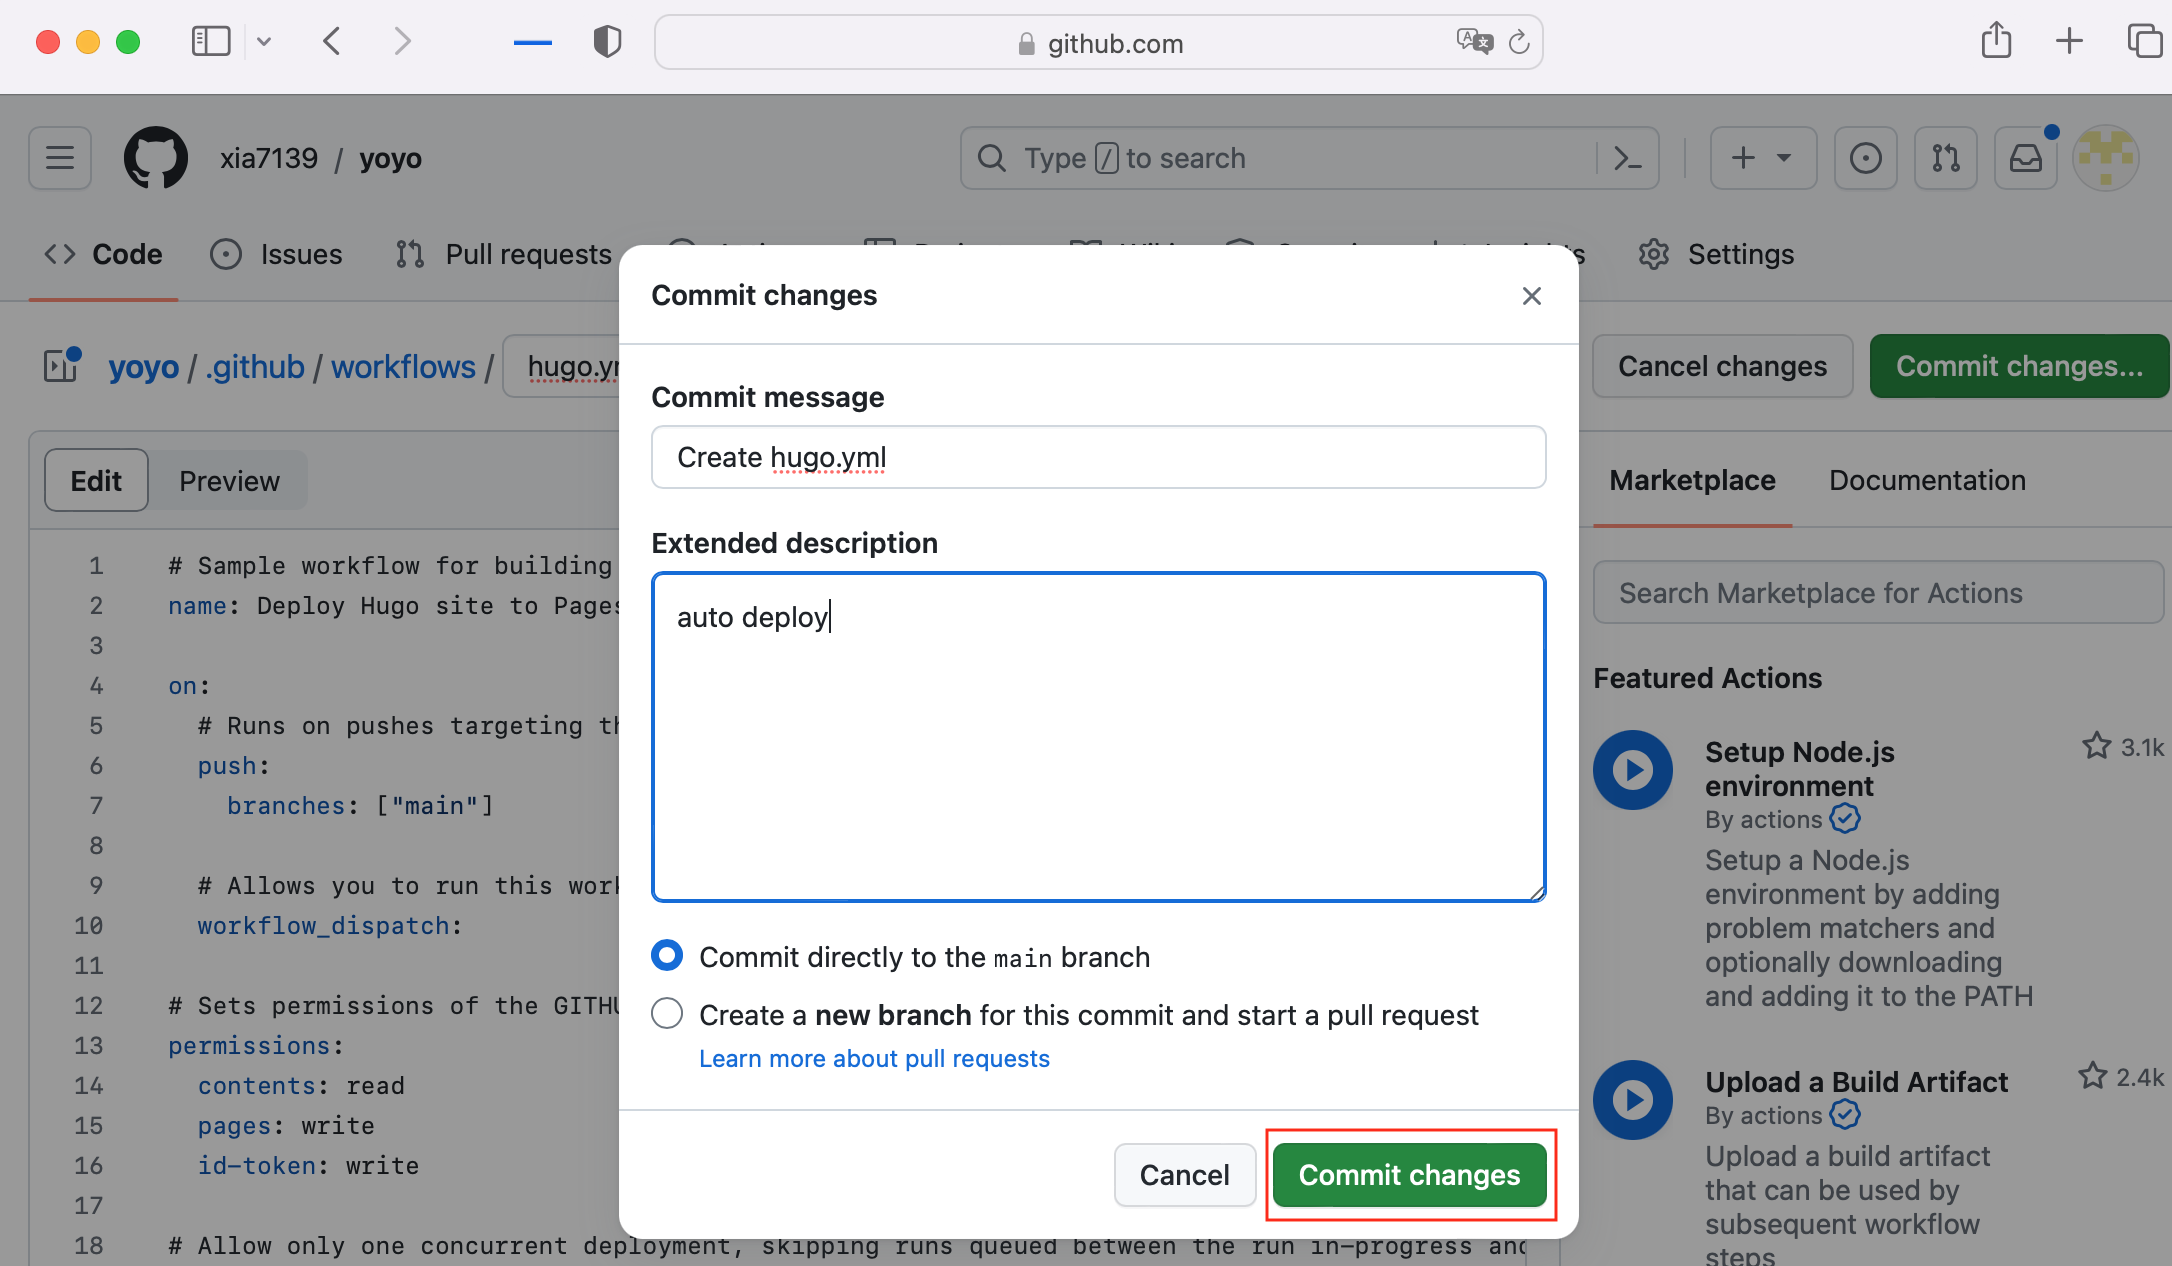 github.com
xia7139 / yoyo
Type / to search
Code
Issues
Pull requests
Settings
yoyo / .github / workflows /
Cancel changes
Commit changes...
Edit
Preview
1 # Sample workflow for building
2 name: Deploy Hugo site to Pages
3
4 on:
5 # Runs on pushes targeting
6 push:
7 branches: ["main"]
8
9 # Allows you to run this
10 workflow_dispatch:
11
12 # Sets permissions of the
13 permissions:
14 contents: read
15 pages: write
16 id-token: write
17
18 # Allow only one concurrent deployment, skipping runs queued between the run in-progress
Commit changes
Commit message
Create hugo.yml
Extended description
auto deploy
Commit directly to the main branch
Create a new branch for this commit and start a pull request
Learn more about pull requests
Cancel
Commit changes
Marketplace
Documentation
Search Marketplace for Actions
Featured Actions
Setup Node.js
environment
3.1k
By actions
Setup a Node.js
environment by adding
problem matchers and
optionally downloading
and adding it to the PATH
Upload a Build Artifact
2.4k
By actions
Upload a build artifact
that can be used by
subsequent workflow
steps